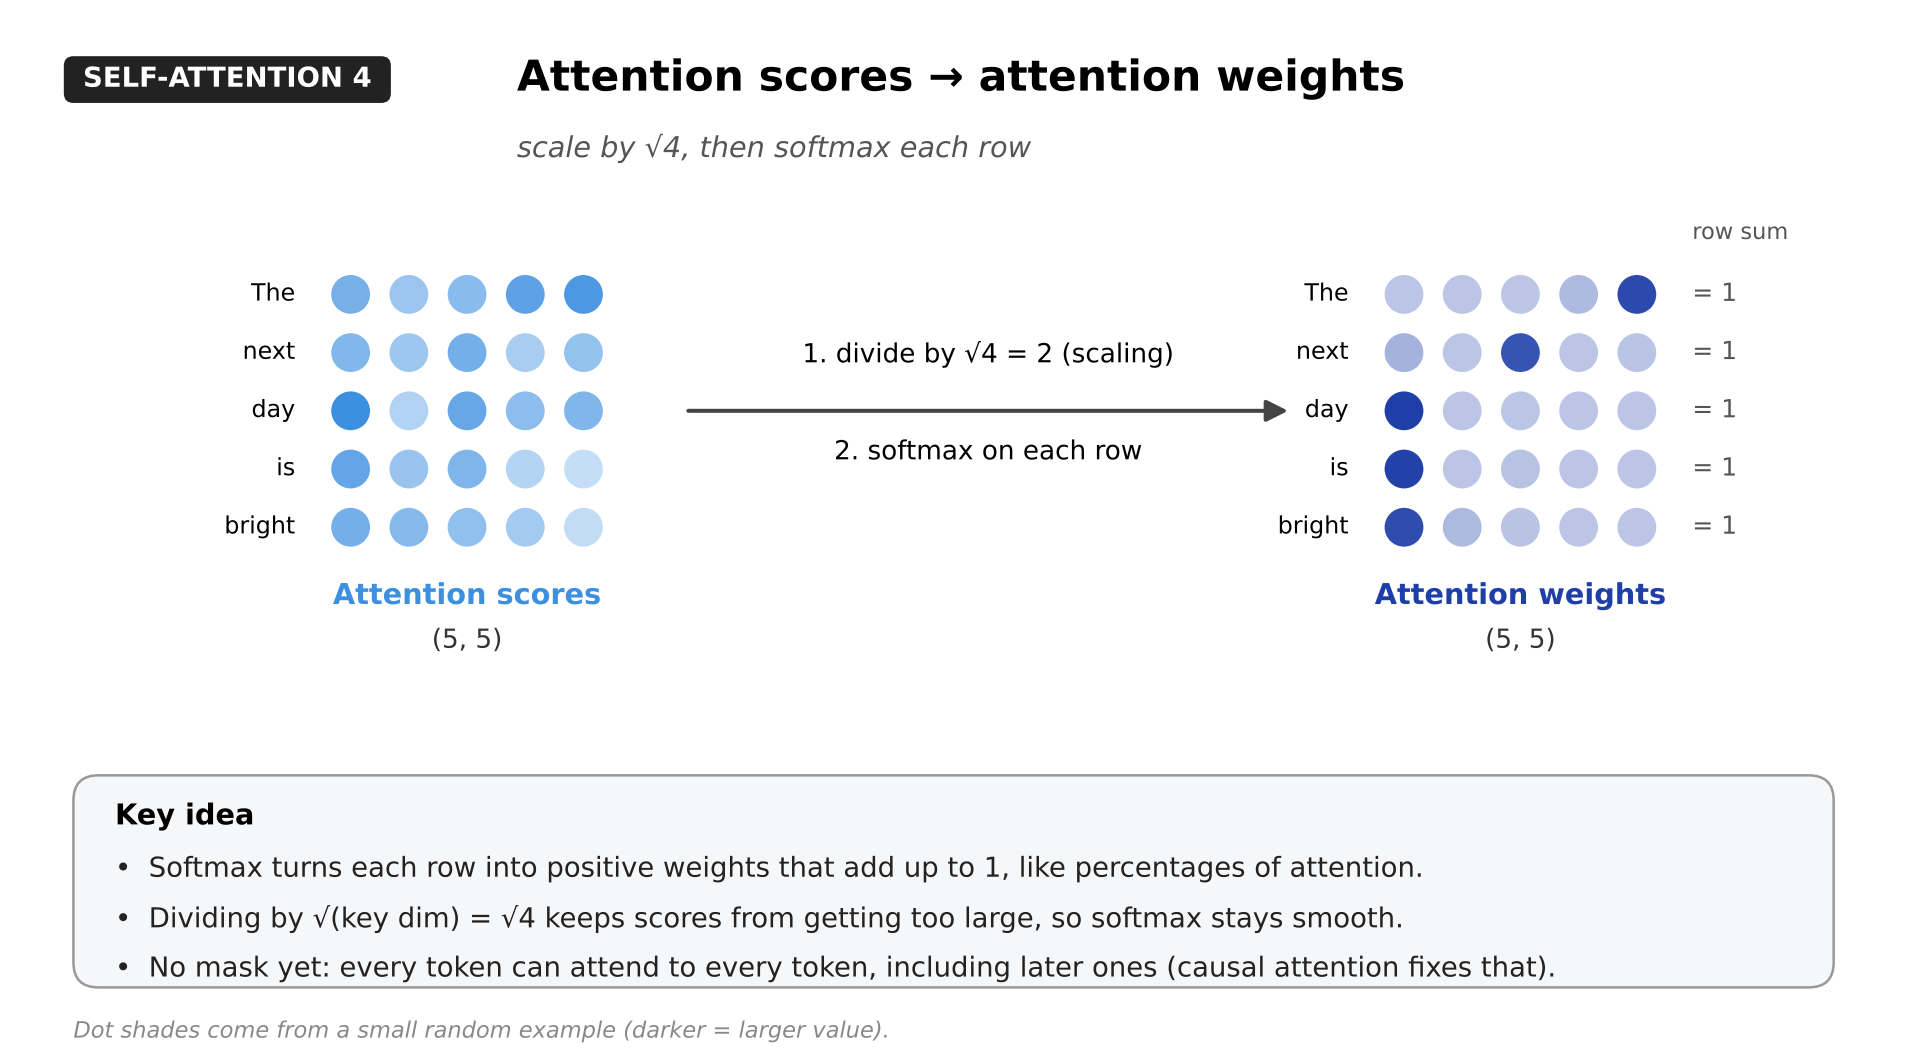 SELF-ATTENTION 4
Attention scores → attention weights
scale by √4, then softmax each row
row sum
The
The
= 1
next
1. divide by √4 = 2 (scaling)
next
= 1
day
day
= 1
is
2. softmax on each row
is
= 1
bright
bright
= 1
Attention scores
Attention weights
(5, 5)
(5, 5)
Key idea
• Softmax turns each row into positive weights that add up to 1, like percentages of attention.
• Dividing by √(key dim) = √4 keeps scores from getting too large, so softmax stays smooth.
• No mask yet: every token can attend to every token, including later ones (causal attention fixes that).
Dot shades come from a small random example (darker = larger value).